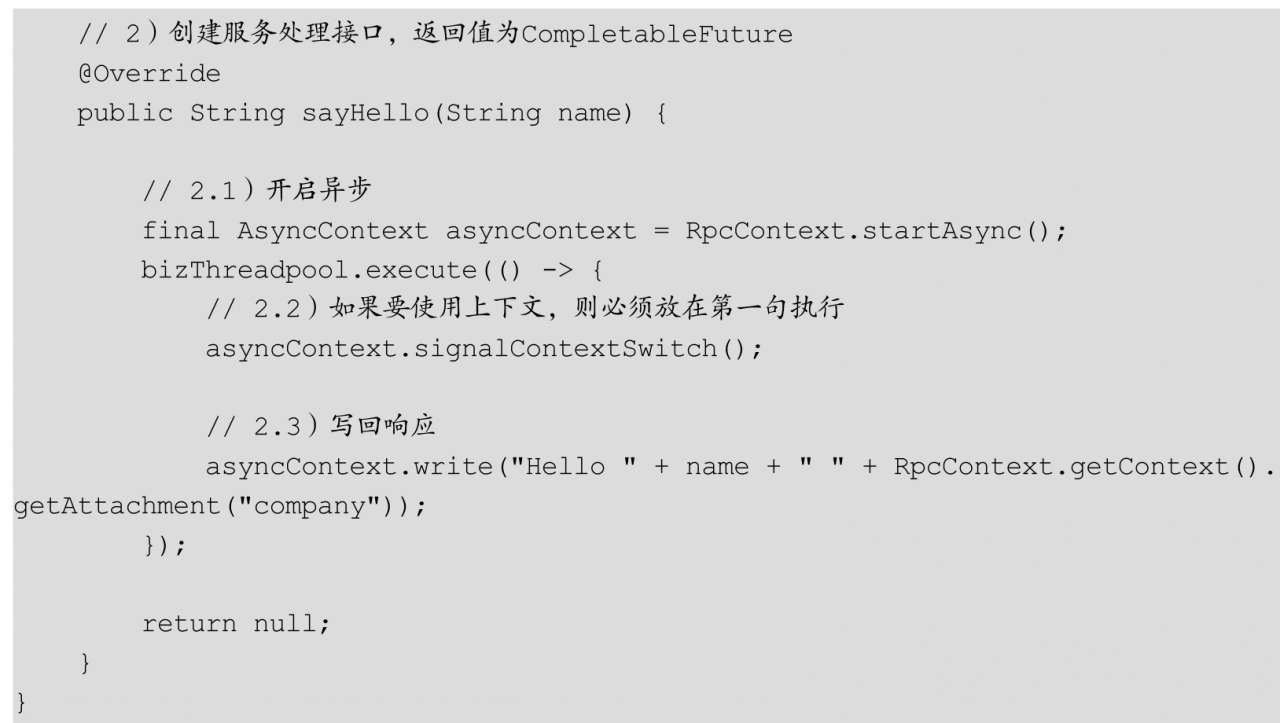 // 2）创建服务处理接口，返回值为CompletableFuture
@Override
public String sayHello(String name) {
// 2.1）开启异步
final AsyncContext asyncContext = RpcContext.startAsync();
bizThreadpool.execute(() -> {
// 2.2）如果要使用上下文，则必须放在第一句执行
asyncContext.signalContextSwitch();
// 2.3）写回响应
asyncContext.write("Hello " + name + " " + RpcContext.getContext().
getAttachment("company"));
});
return null;
}
}